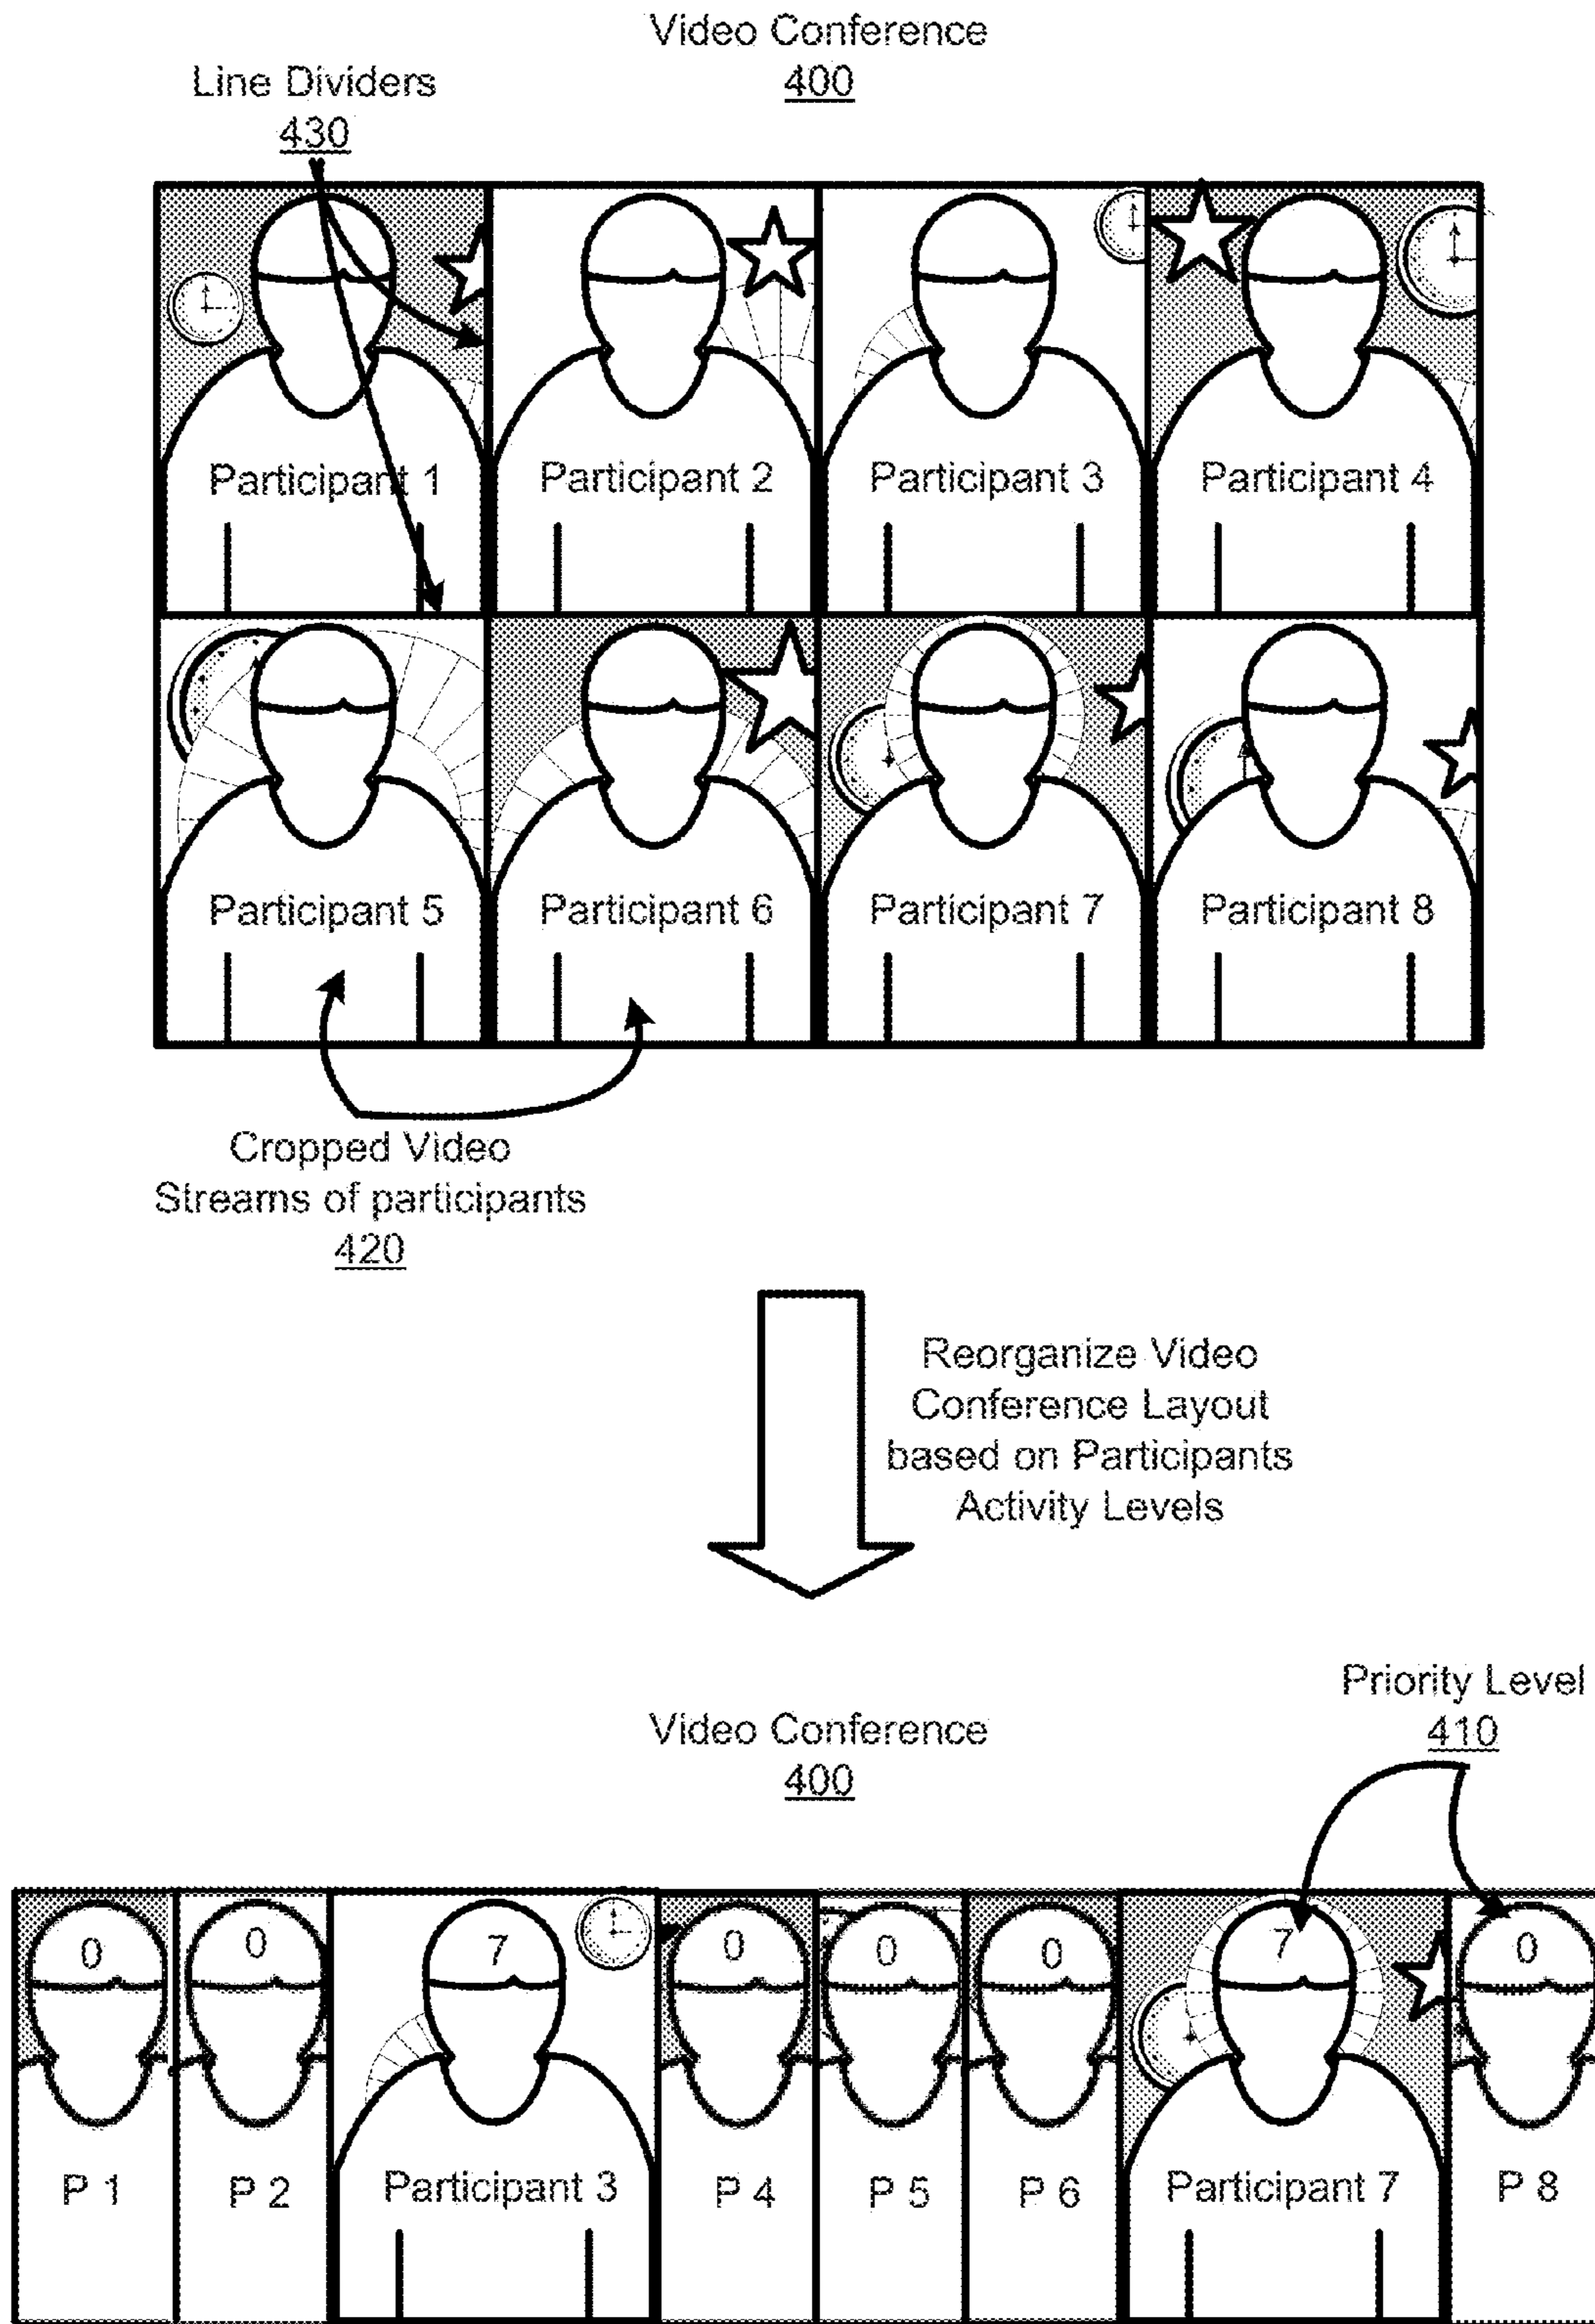 Video Conference
400
Line Dividers
430
Participant 1
Participant 2
Participant 3
Participant 4
Participant 5
Participant 6
Participant 7
Participant 8
Cropped Video
Streams of participants
420
Reorganize Video
Conference Layout
based on Participants
Activity Levels
Priority Level
410
Video Conference
400
0
0
7
0
0
0
7
0
P 1
P 2
Participant 3
P 4
P 5
P 6
Participant 7
P 8